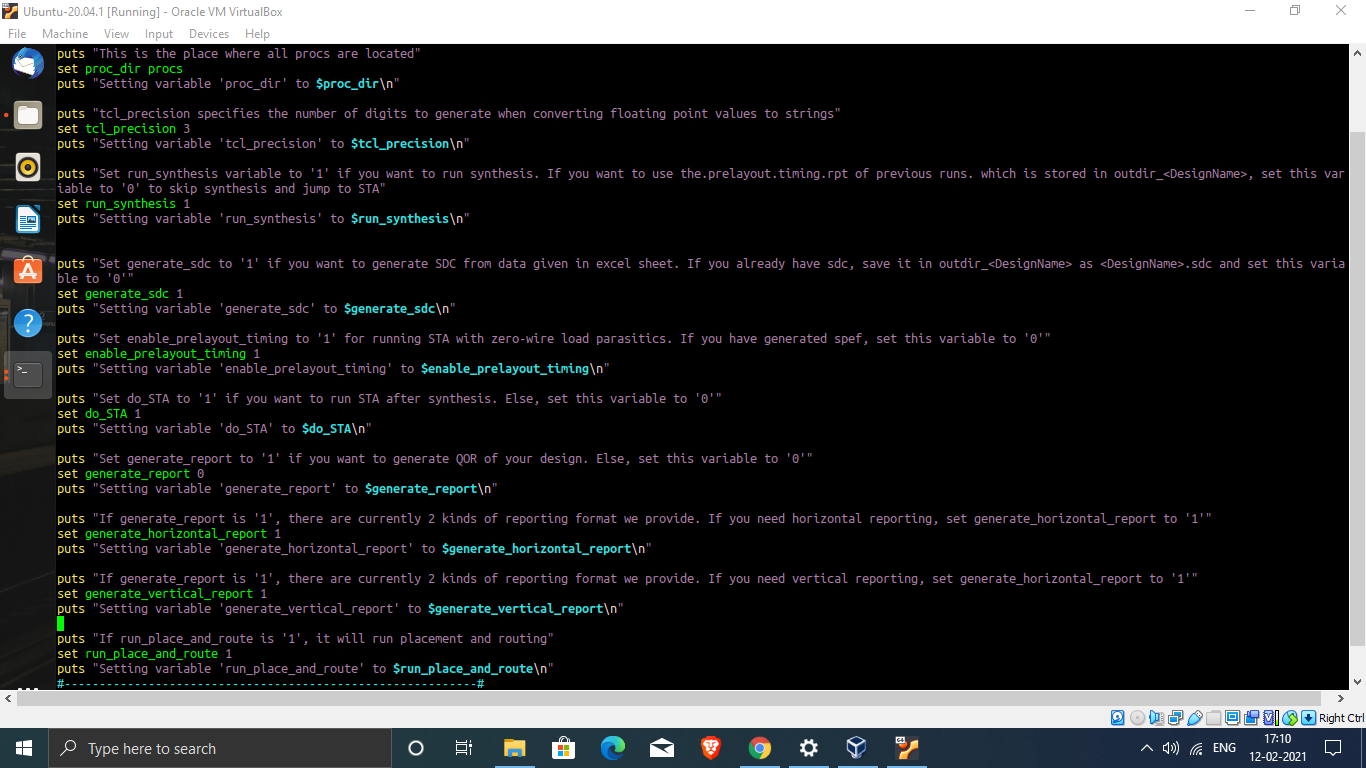 Ubuntu-20.04.1 [Running] - Oracle VM VirtualBox
File Machine View Input Devices Help
puts "This is the place where all procs are located"
set proc_dir procs
puts "Setting variable 'proc_dir' to $proc_dir\n"
puts "tcl_precision specifies the number of digits to generate when converting floating point values to strings"
set tcl_precision 3
puts "Setting variable 'tcl_precision' to $tcl_precision\n"
puts "Set run_synthesis variable to '1' if you want to run synthesis. If you want to use the.prelayout.timing.rpt of previous runs. which is stored in outdir_<DesignName>, set this var
iable to '0' to skip synthesis and jump to STA"
set run_synthesis 1
puts "Setting variable 'run_synthesis' to $run_synthesis\n"
puts "Set generate_sdc to '1' if you want to generate SDC from data given in excel sheet. If you already have sdc, save it in outdir_<DesignName> as <DesignName>.sdc and set this varia
ble to '0'"
set generate_sdc 1
puts "Setting variable 'generate_sdc' to $generate_sdc\n"
puts "Set enable_prelayout_timing to '1' for running STA with zero-wire load parasitics. If you have generated spef, set this variable to '0'"
set enable_prelayout_timing 1
puts "Setting variable 'enable_prelayout_timing' to $enable_prelayout_timing\n"
puts "Set do_STA to '1' if you want to run STA after synthesis. Else, set this variable to '0'"
set do_STA 1
puts "Setting variable 'do_STA' to $do_STA\n"
puts "Set generate_report to '1' if you want to generate QOR of your design. Else, set this variable to '0'"
set generate_report 0
puts "Setting variable 'generate_report' to $generate_report\n"
puts "If generate_report is '1', there are currently 2 kinds of reporting format we provide. If you need horizontal reporting, set generate_horizontal_report to '1'"
set generate_horizontal_report 1
puts "Setting variable 'generate_horizontal_report' to $generate_horizontal_report\n"
puts "If generate_report is '1', there are currently 2 kinds of reporting format we provide. If you need vertical reporting, set generate_horizontal_report to '1'"
set generate_vertical_report 1
puts "Setting variable 'generate_vertical_report' to $generate_vertical_report\n"
puts "If run_place_and_route is '1', it will run placement and routing"
set run_place_and_route 1
puts "Setting variable 'run_place_and_route' to $run_place_and_route\n"
#-----------------------------------------------------------#
Right Ctrl
Type here to search
ENG
17:10
12-02-2021